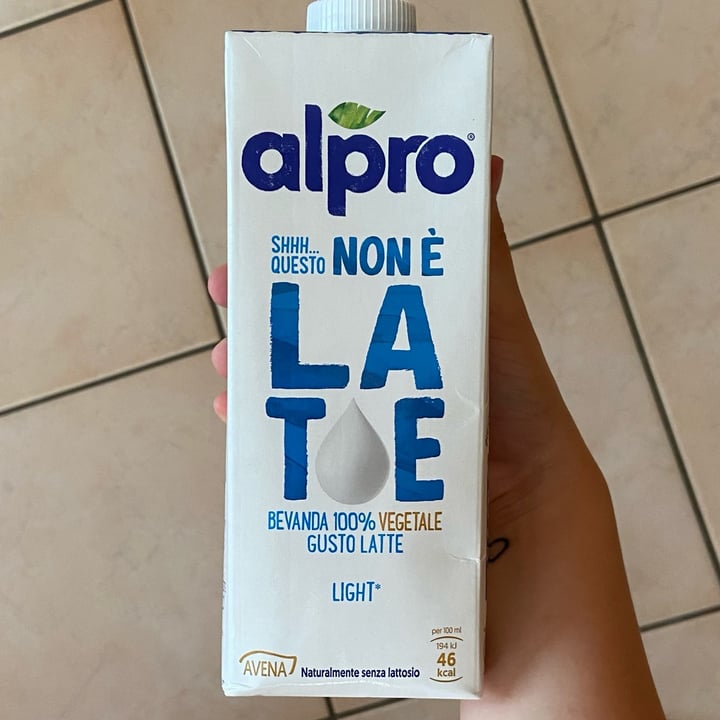 alpro®
SHHH...
QUESTO NON È
LA
T E
BEVANDA 100% VEGETALE
GUSTO LATTE
LIGHT*
per 100 ml
194 kJ
46
kcal
AVENA
Naturalmente senza lattosio